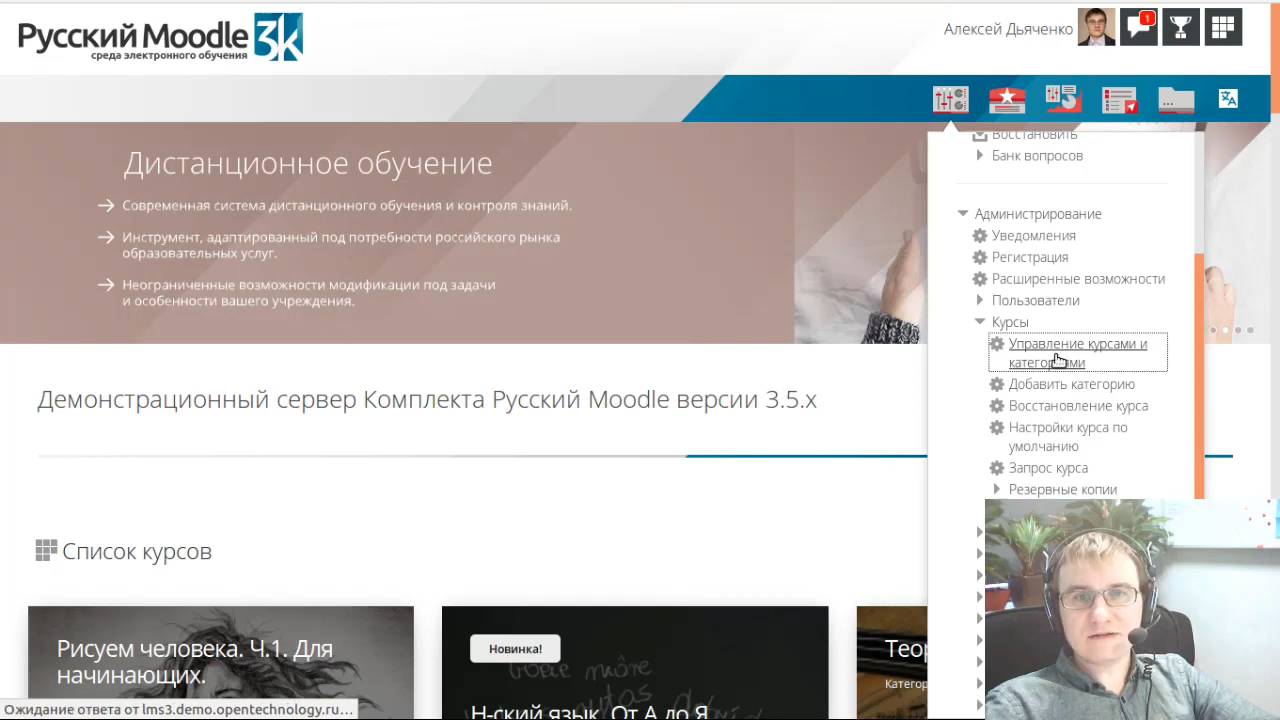 Русский Moodle 3k
среда электронного обучения
Алексей Дьяченко
1
Восстановить
Банк вопросов
Администрирование
Уведомления
Регистрация
Расширенные возможности
Пользователи
Курсы
Управление курсами и
категориями
Добавить категорию
Восстановление курса
Настройки курса по
умолчанию
Запрос курса
Резервные копии
Дистанционное обучение
Современная система дистанционного обучения и контроля знаний.
Инструмент, адаптированный под потребности российского рынка
образовательных услуг.
Неограниченные возможности модификации под задачи
и особенности вашего учреждения.
Демонстрационный сервер Комплекта Русский Moodle версии 3.5.x
Список курсов
Рисуем человека. Ч.1. Для
начинающих.
Новинка!
Н-ский язык. От А до Я
Ожидание ответа от lms3.demo.opentechnology.ru...